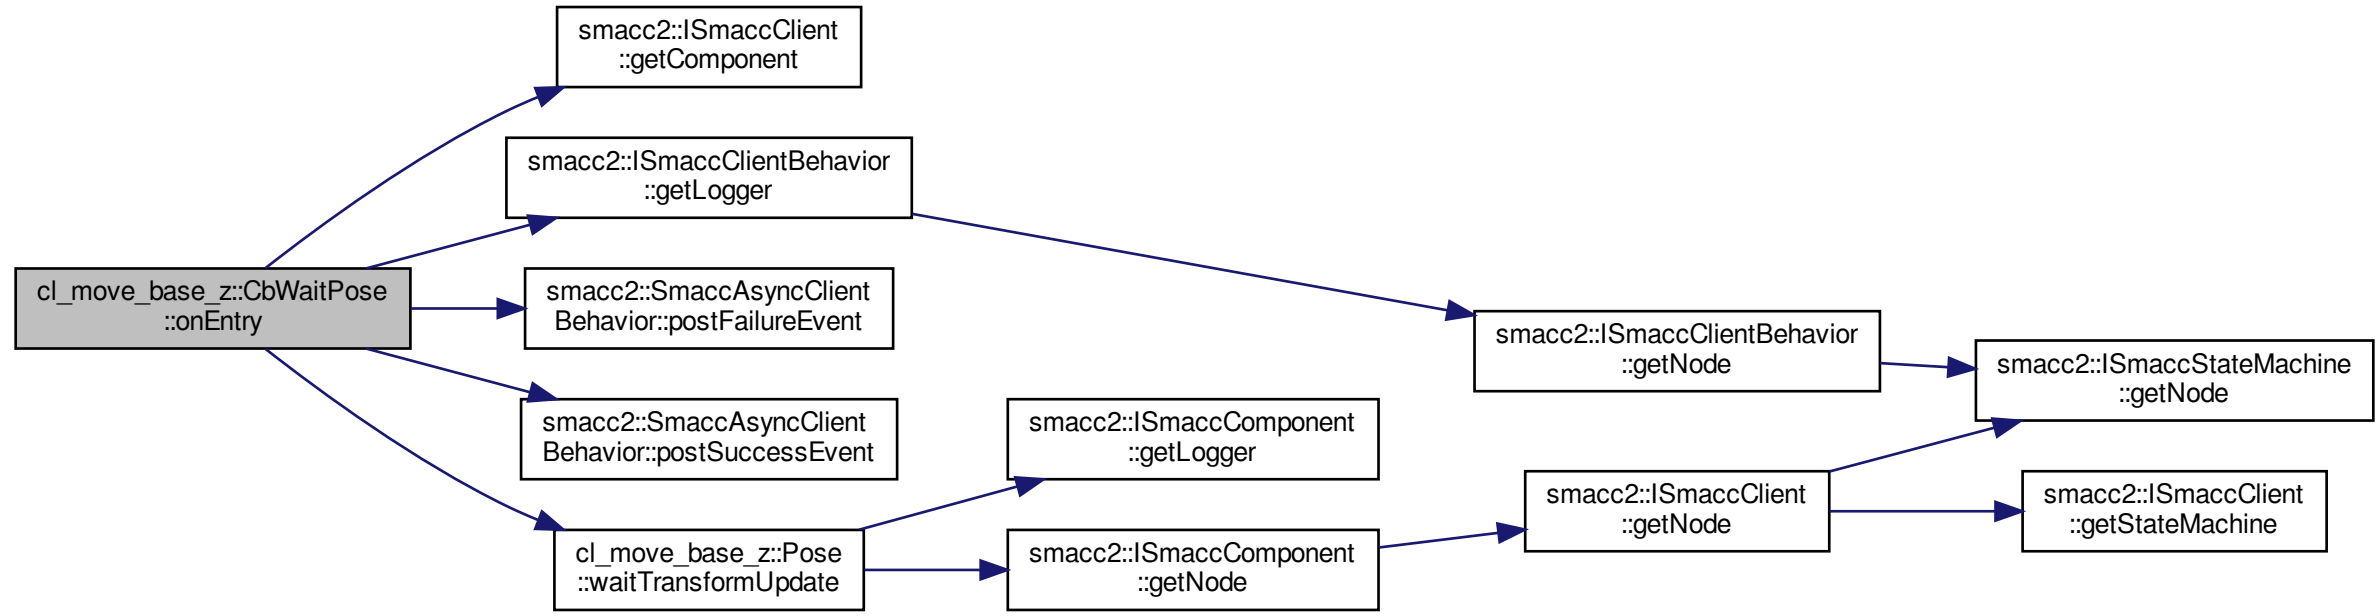 smacc2::ISmaccClient
::getComponent
smacc2::ISmaccClientBehavior
::getLogger
cl_move_base_z::CbWaitPose
::onEntry
smacc2::SmaccAsyncClient
Behavior::postFailureEvent
smacc2::ISmaccClientBehavior
::getNode
smacc2::ISmaccStateMachine
::getNode
smacc2::SmaccAsyncClient
Behavior::postSuccessEvent
smacc2::ISmaccComponent
::getLogger
smacc2::ISmaccClient
::getNode
smacc2::ISmaccClient
::getStateMachine
cl_move_base_z::Pose
::waitTransformUpdate
smacc2::ISmaccComponent
::getNode